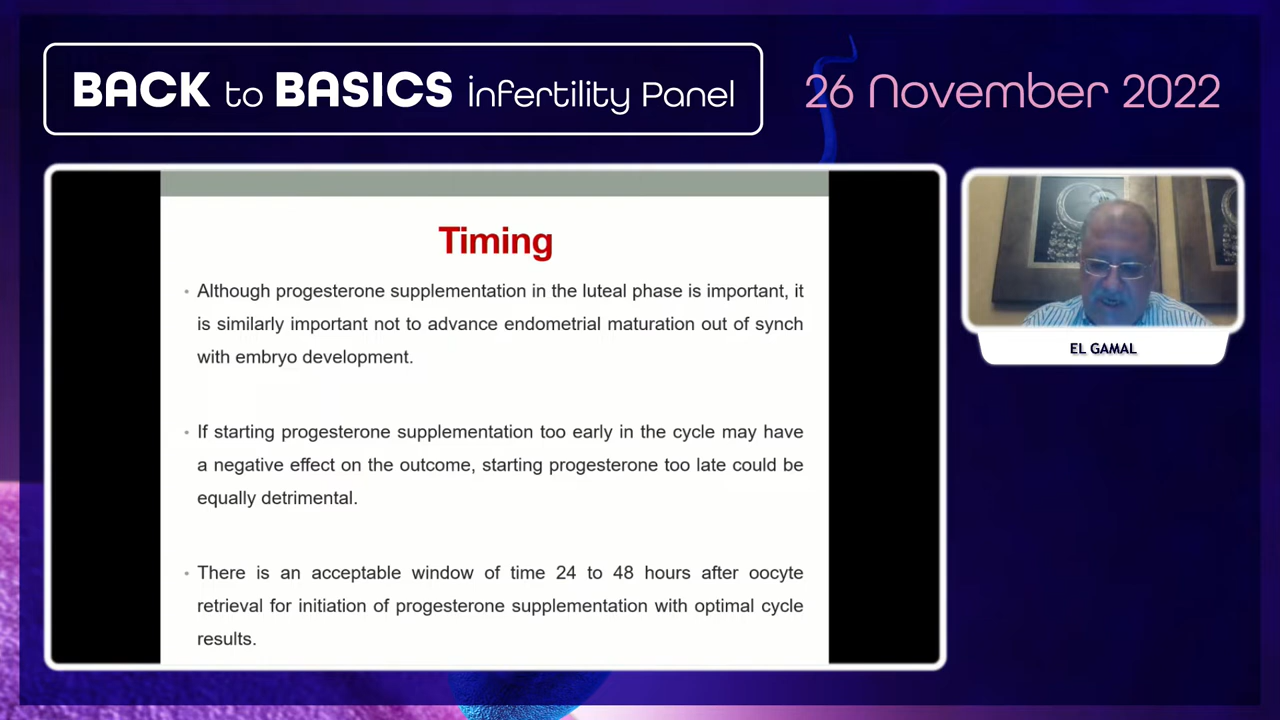 BACK to BASICS infertility Panel
26 November 2022
Timing
• Although progesterone supplementation in the luteal phase is important, it
is similarly important not to advance endometrial maturation out of synch
with embryo development.
• If starting progesterone supplementation too early in the cycle may have
a negative effect on the outcome, starting progesterone too late could be
equally detrimental.
• There is an acceptable window of time 24 to 48 hours after oocyte
retrieval for initiation of progesterone supplementation with optimal cycle
results.
EL GAMAL